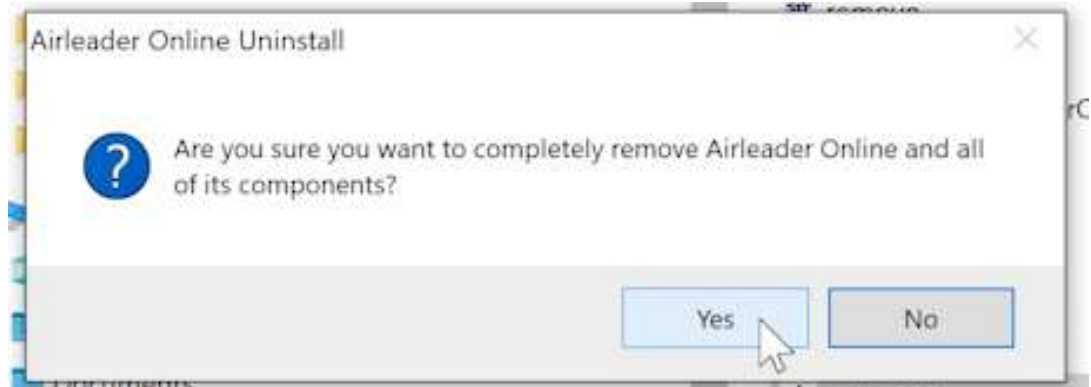 Airleader Online Uninstall
Are you sure you want to completely remove Airleader Online and all
of its components?
Yes
No
Documents